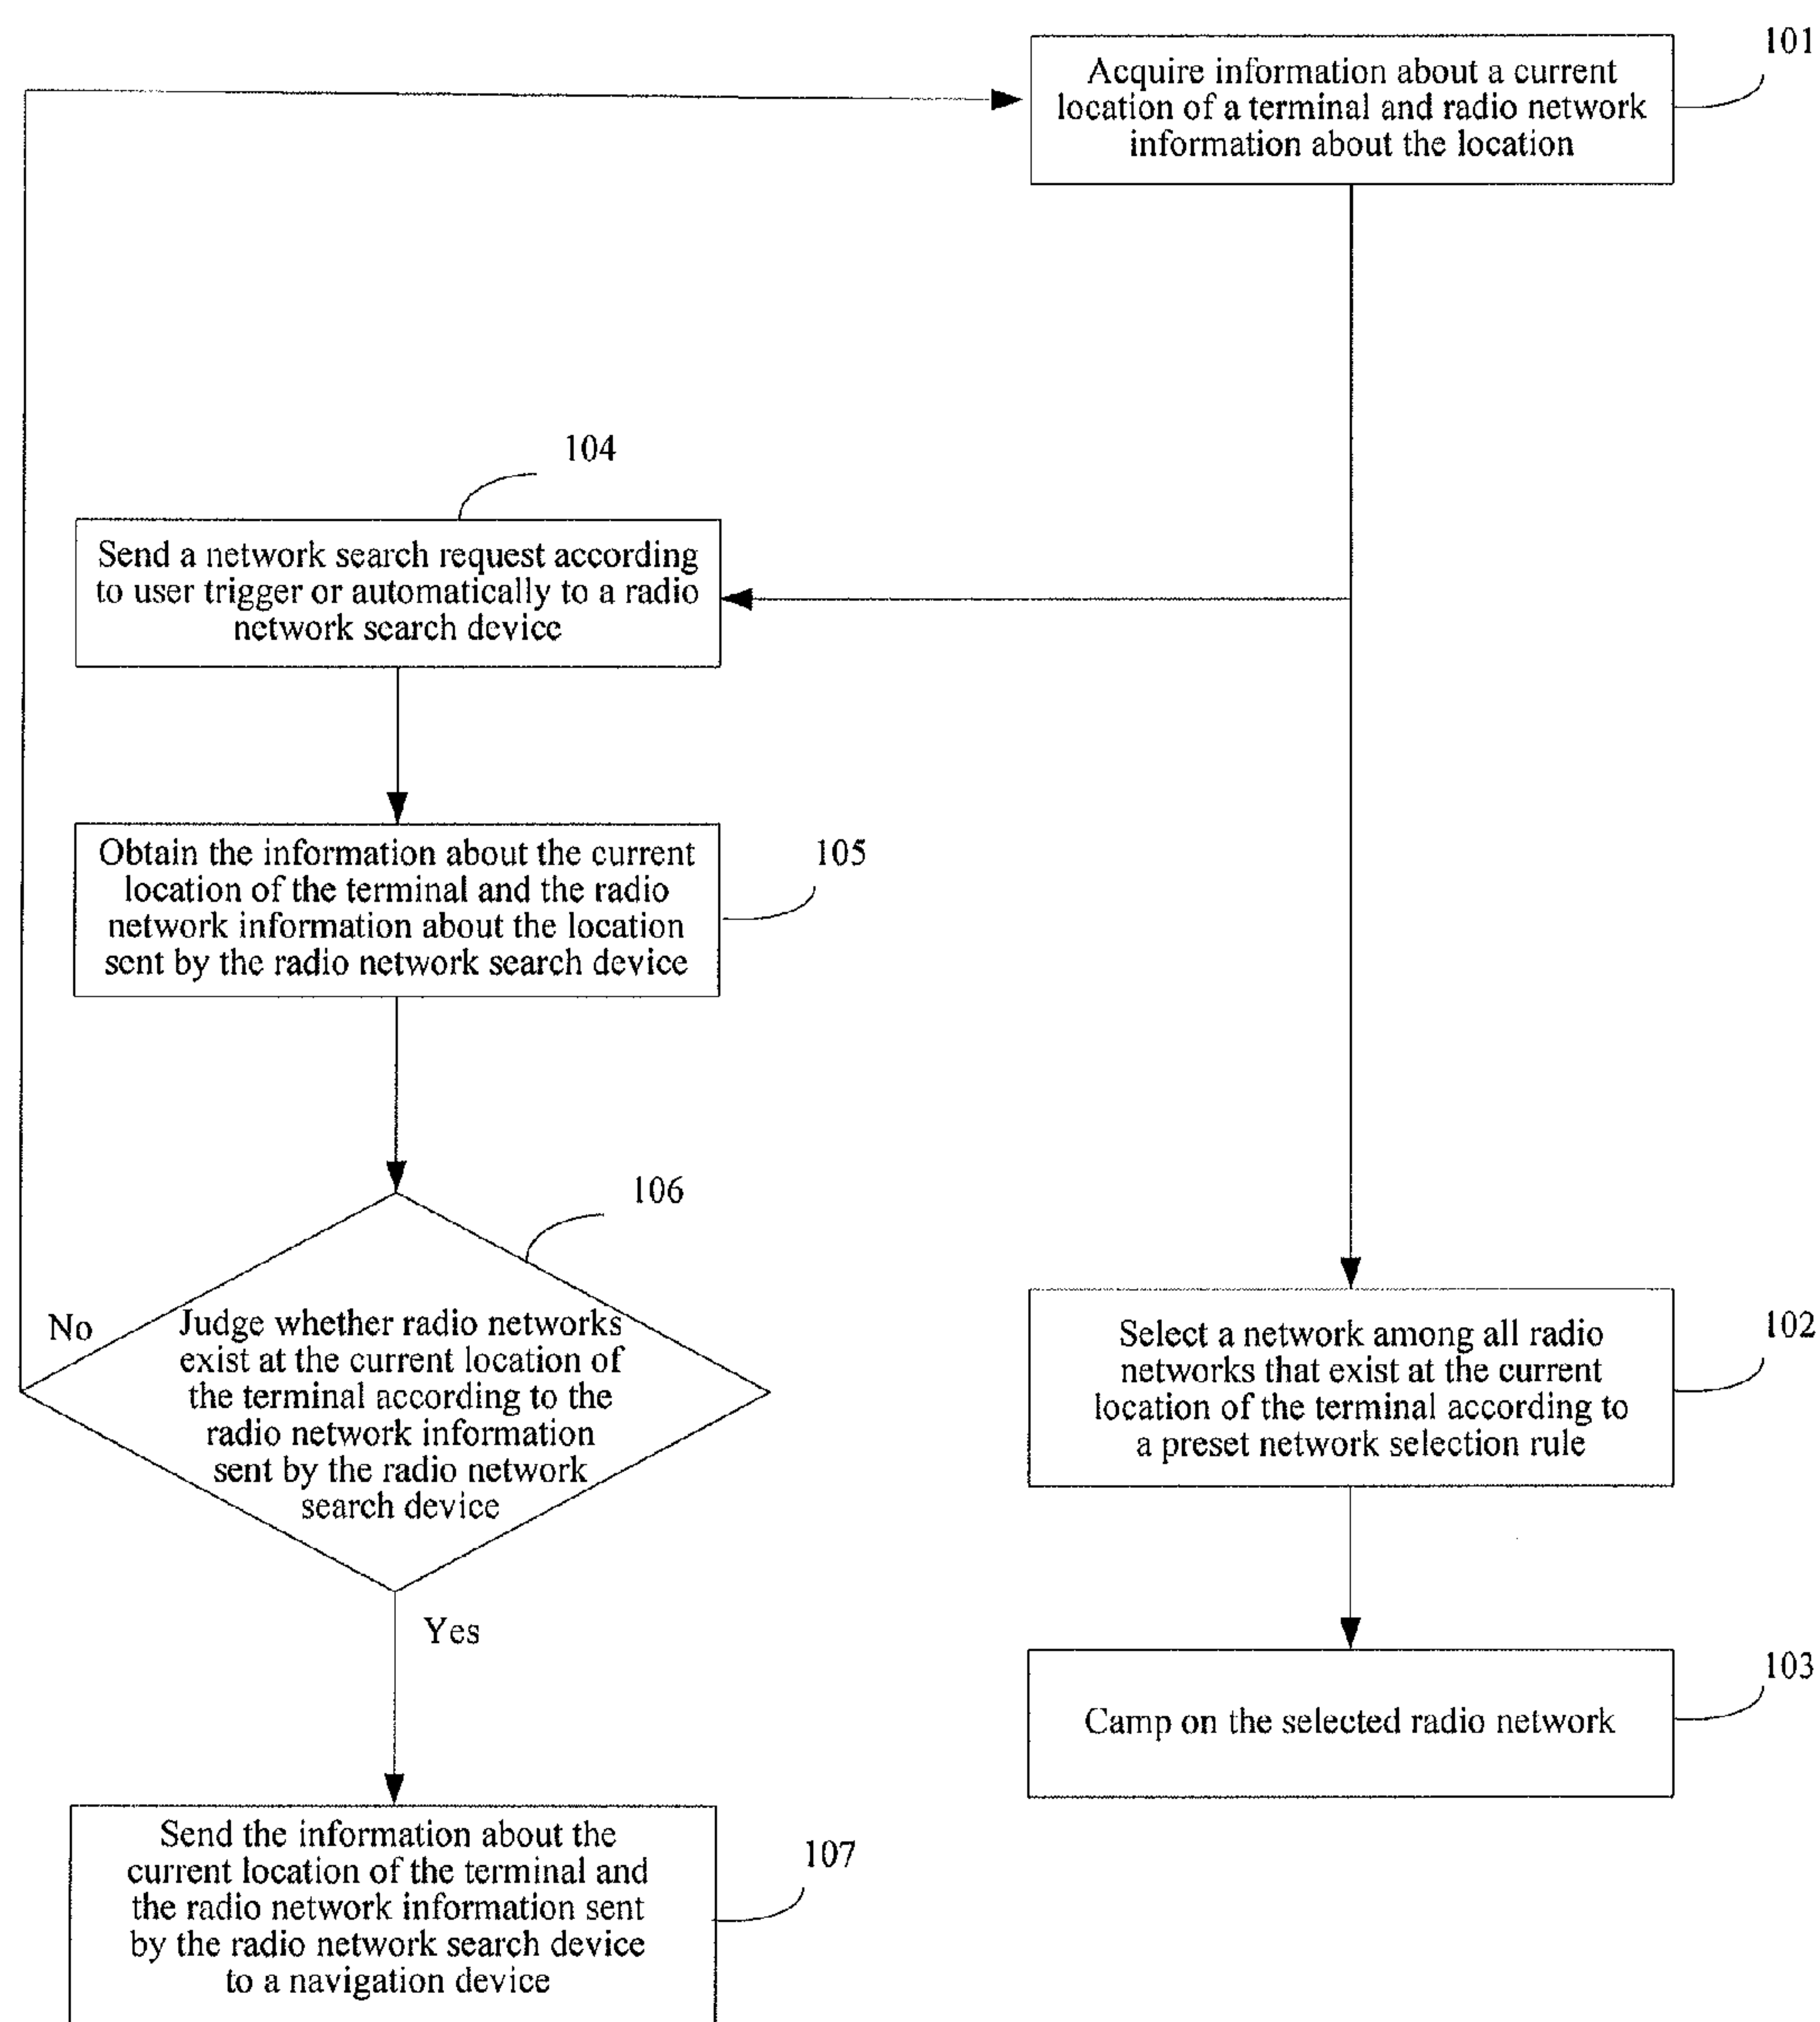 101
Acquire information about a current
location of a terminal and radio network
information about the location
104
Send a network search request according
to user trigger or automatically to a radio
network search device
Obtain the information about the current
location of the terminal and the radio
network information about the location
sent by the radio network search device
105
106
No
Judge whether radio networks
exist at the current location of
the terminal according to the
radio network information
sent by the radio network
search device
Yes
Select a network among all radio
networks that exist at the current
location of the terminal according to
a preset network selection rule
102
Camp on the selected radio network
103
Send the information about the
current location of the terminal and
the radio network information sent
by the radio network search device
to a navigation device
107